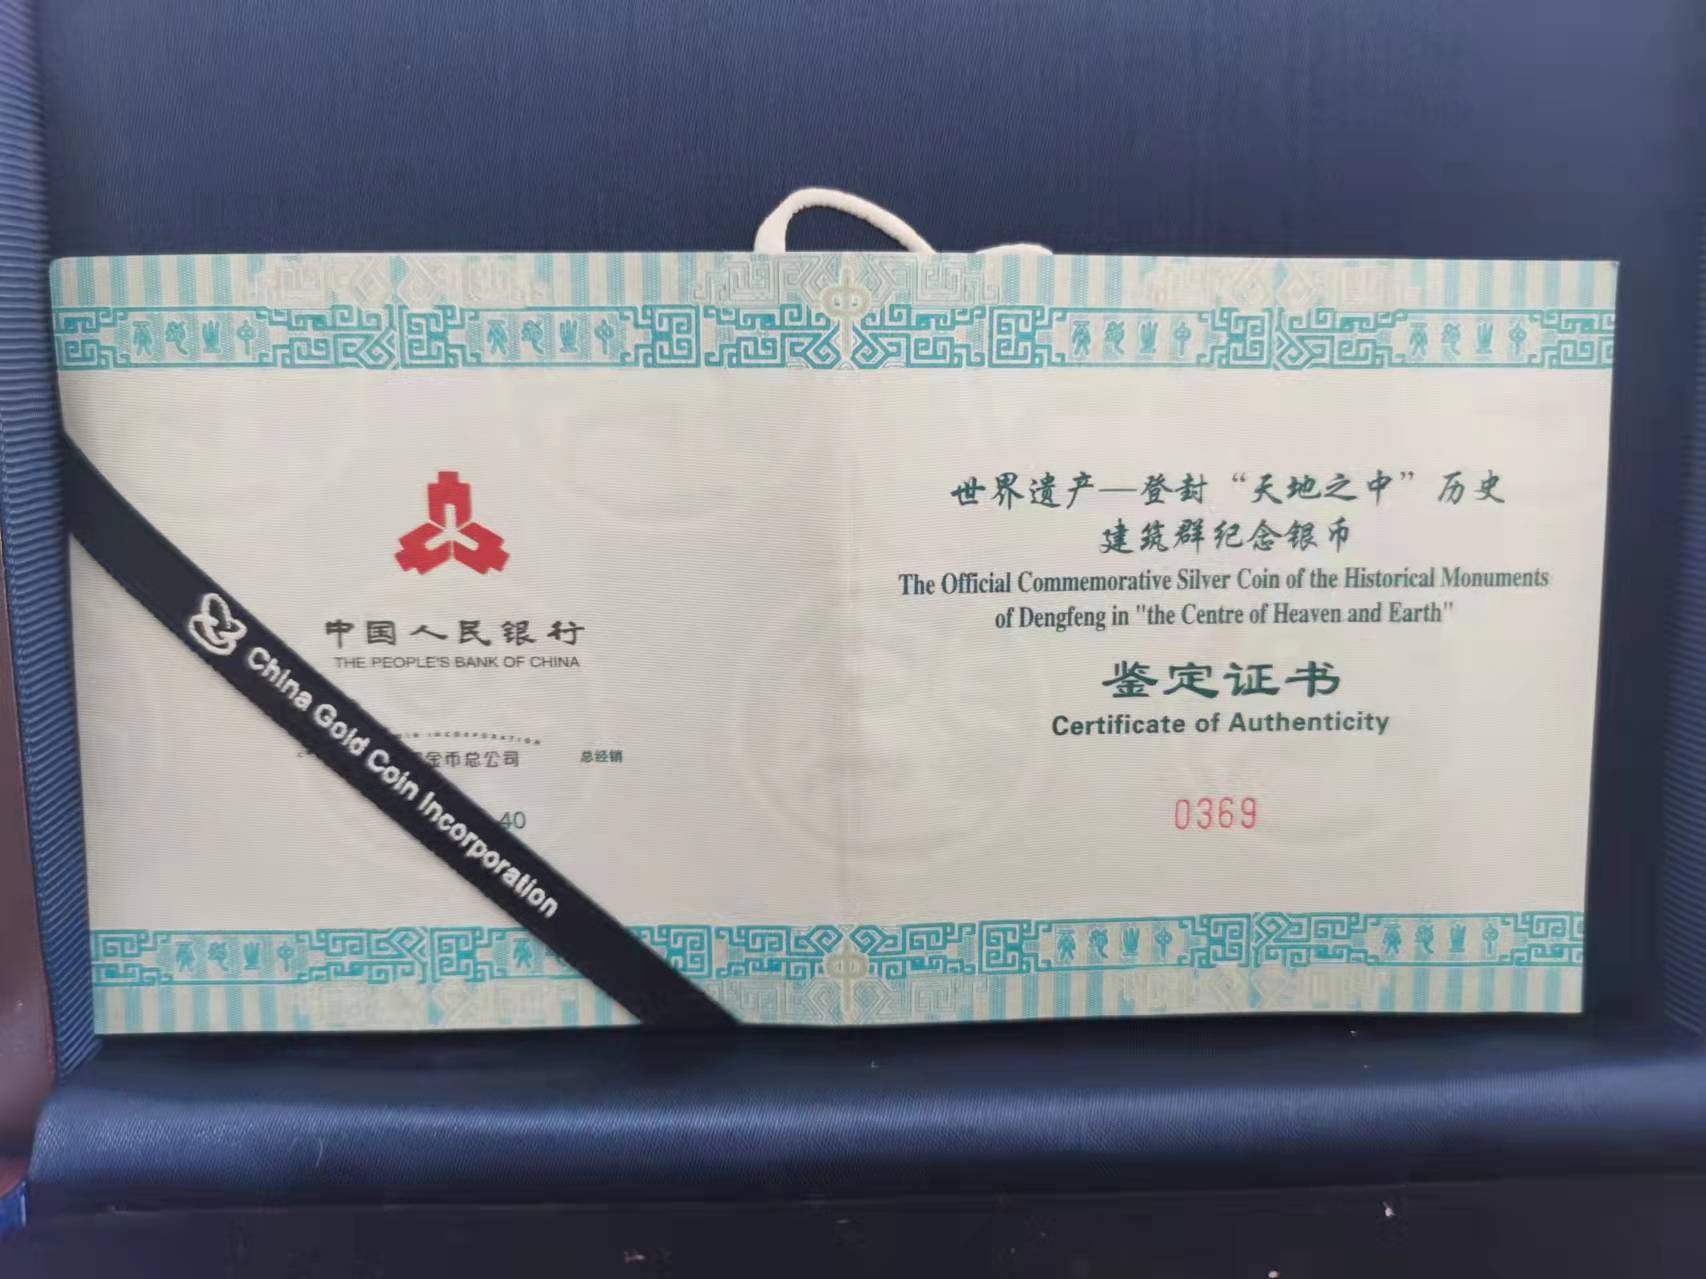 中国人民银行
THE PEOPLE'S BANK OF CHINA
金币总公司 总经销
40
China Gold Coin Incorporation
世界遗产—登封“天地之中”历史
建筑群纪念银币
The Official Commemorative Silver Coin of the Historical Monuments
of Dengfeng in "the Centre of Heaven and Earth"
鉴定证书
Certificate of Authenticity
0369